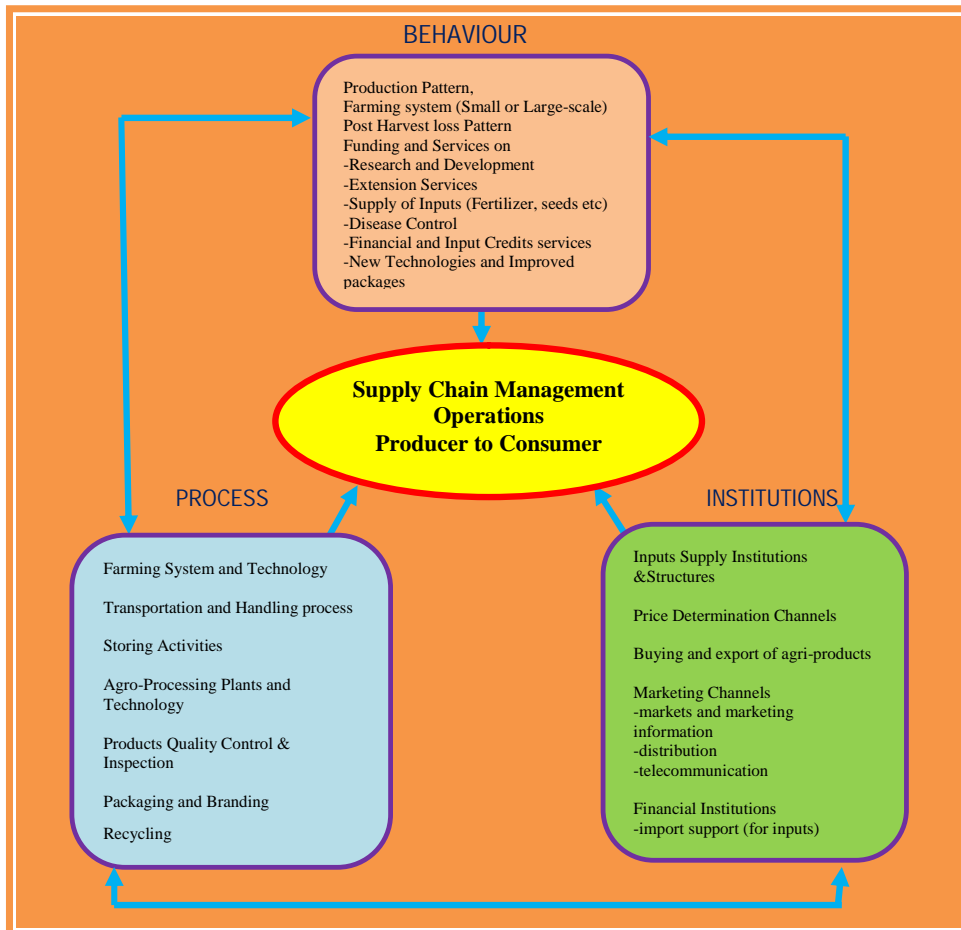 BEHAVIOUR
Production Pattern,
Farming system (Small or Large-scale)
Post Harvest loss Pattern
Funding and Services on
-Research and Development
-Extension Services
-Supply of Inputs (Fertilizer, seeds etc)
-Disease Control
-Financial and Input Credits services
-New Technologies and Improved
packages
Supply Chain Management
Operations
Producer to Consumer
PROCESS
Farming System and Technology
Transportation and Handling process
Storing Activities
Agro-Processing Plants and
Technology
Products Quality Control &
Inspection
Packaging and Branding
Recycling
INSTITUTIONS
Inputs Supply Institutions
&Structures
Price Determination Channels
Buying and export of agri-products
Marketing Channels
-markets and marketing
information
-distribution
-telecommunication
Financial Institutions
-import support (for inputs)